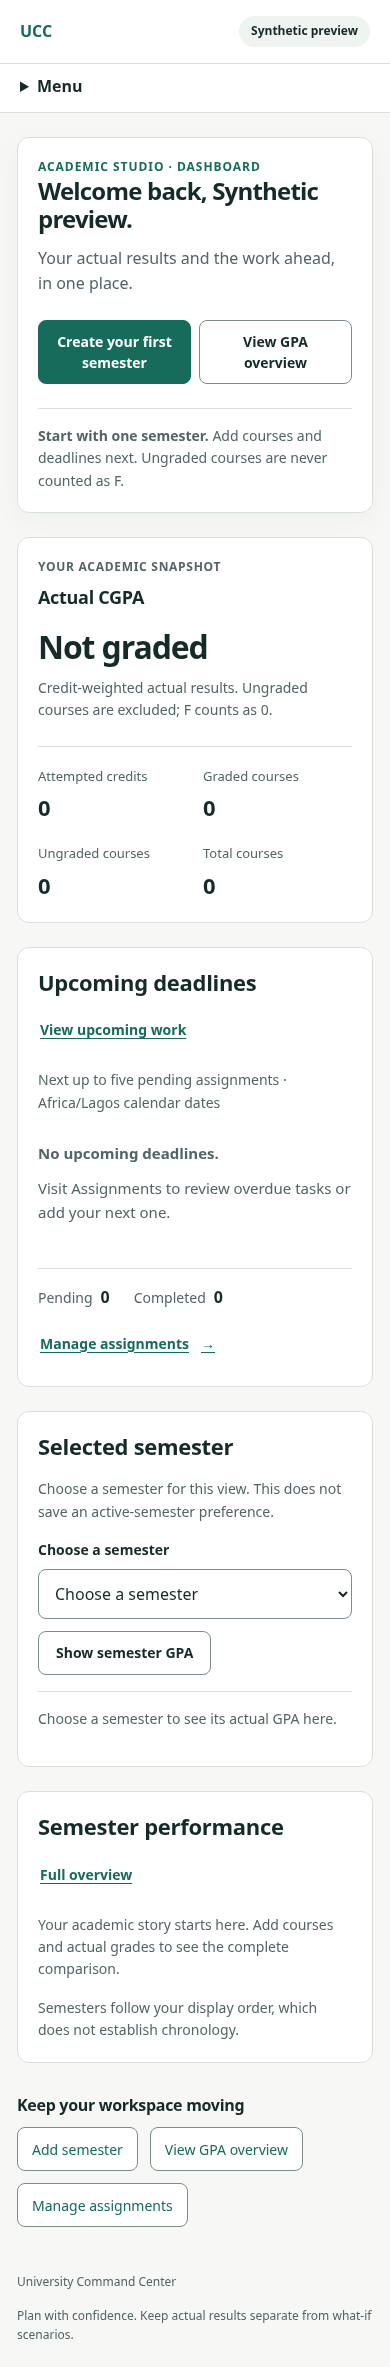 UCC
Synthetic preview
Menu
ACADEMIC STUDIO · DASHBOARD
Welcome back, Synthetic
preview.
Your actual results and the work ahead,
in one place.
Create your first
semester
View GPA
overview
Start with one semester. Add courses and
deadlines next. Ungraded courses are never
counted as F.
YOUR ACADEMIC SNAPSHOT
Actual CGPA
Not graded
Credit-weighted actual results. Ungraded
courses are excluded; F counts as 0.
Attempted credits
0
Graded courses
0
Ungraded courses
0
Total courses
0
Upcoming deadlines
View upcoming work
Next up to five pending assignments ·
Africa/Lagos calendar dates
No upcoming deadlines.
Visit Assignments to review overdue tasks or
add your next one.
Pending 0 Completed 0
Manage assignments →
Selected semester
Choose a semester for this view. This does not
save an active-semester preference.
Choose a semester
Choose a semester
Show semester GPA
Choose a semester to see its actual GPA here.
Semester performance
Full overview
Your academic story starts here. Add courses
and actual grades to see the complete
comparison.
Semesters follow your display order, which
does not establish chronology.
Keep your workspace moving
Add semester
View GPA overview
Manage assignments
University Command Center
Plan with confidence. Keep actual results separate from what-if
scenarios.